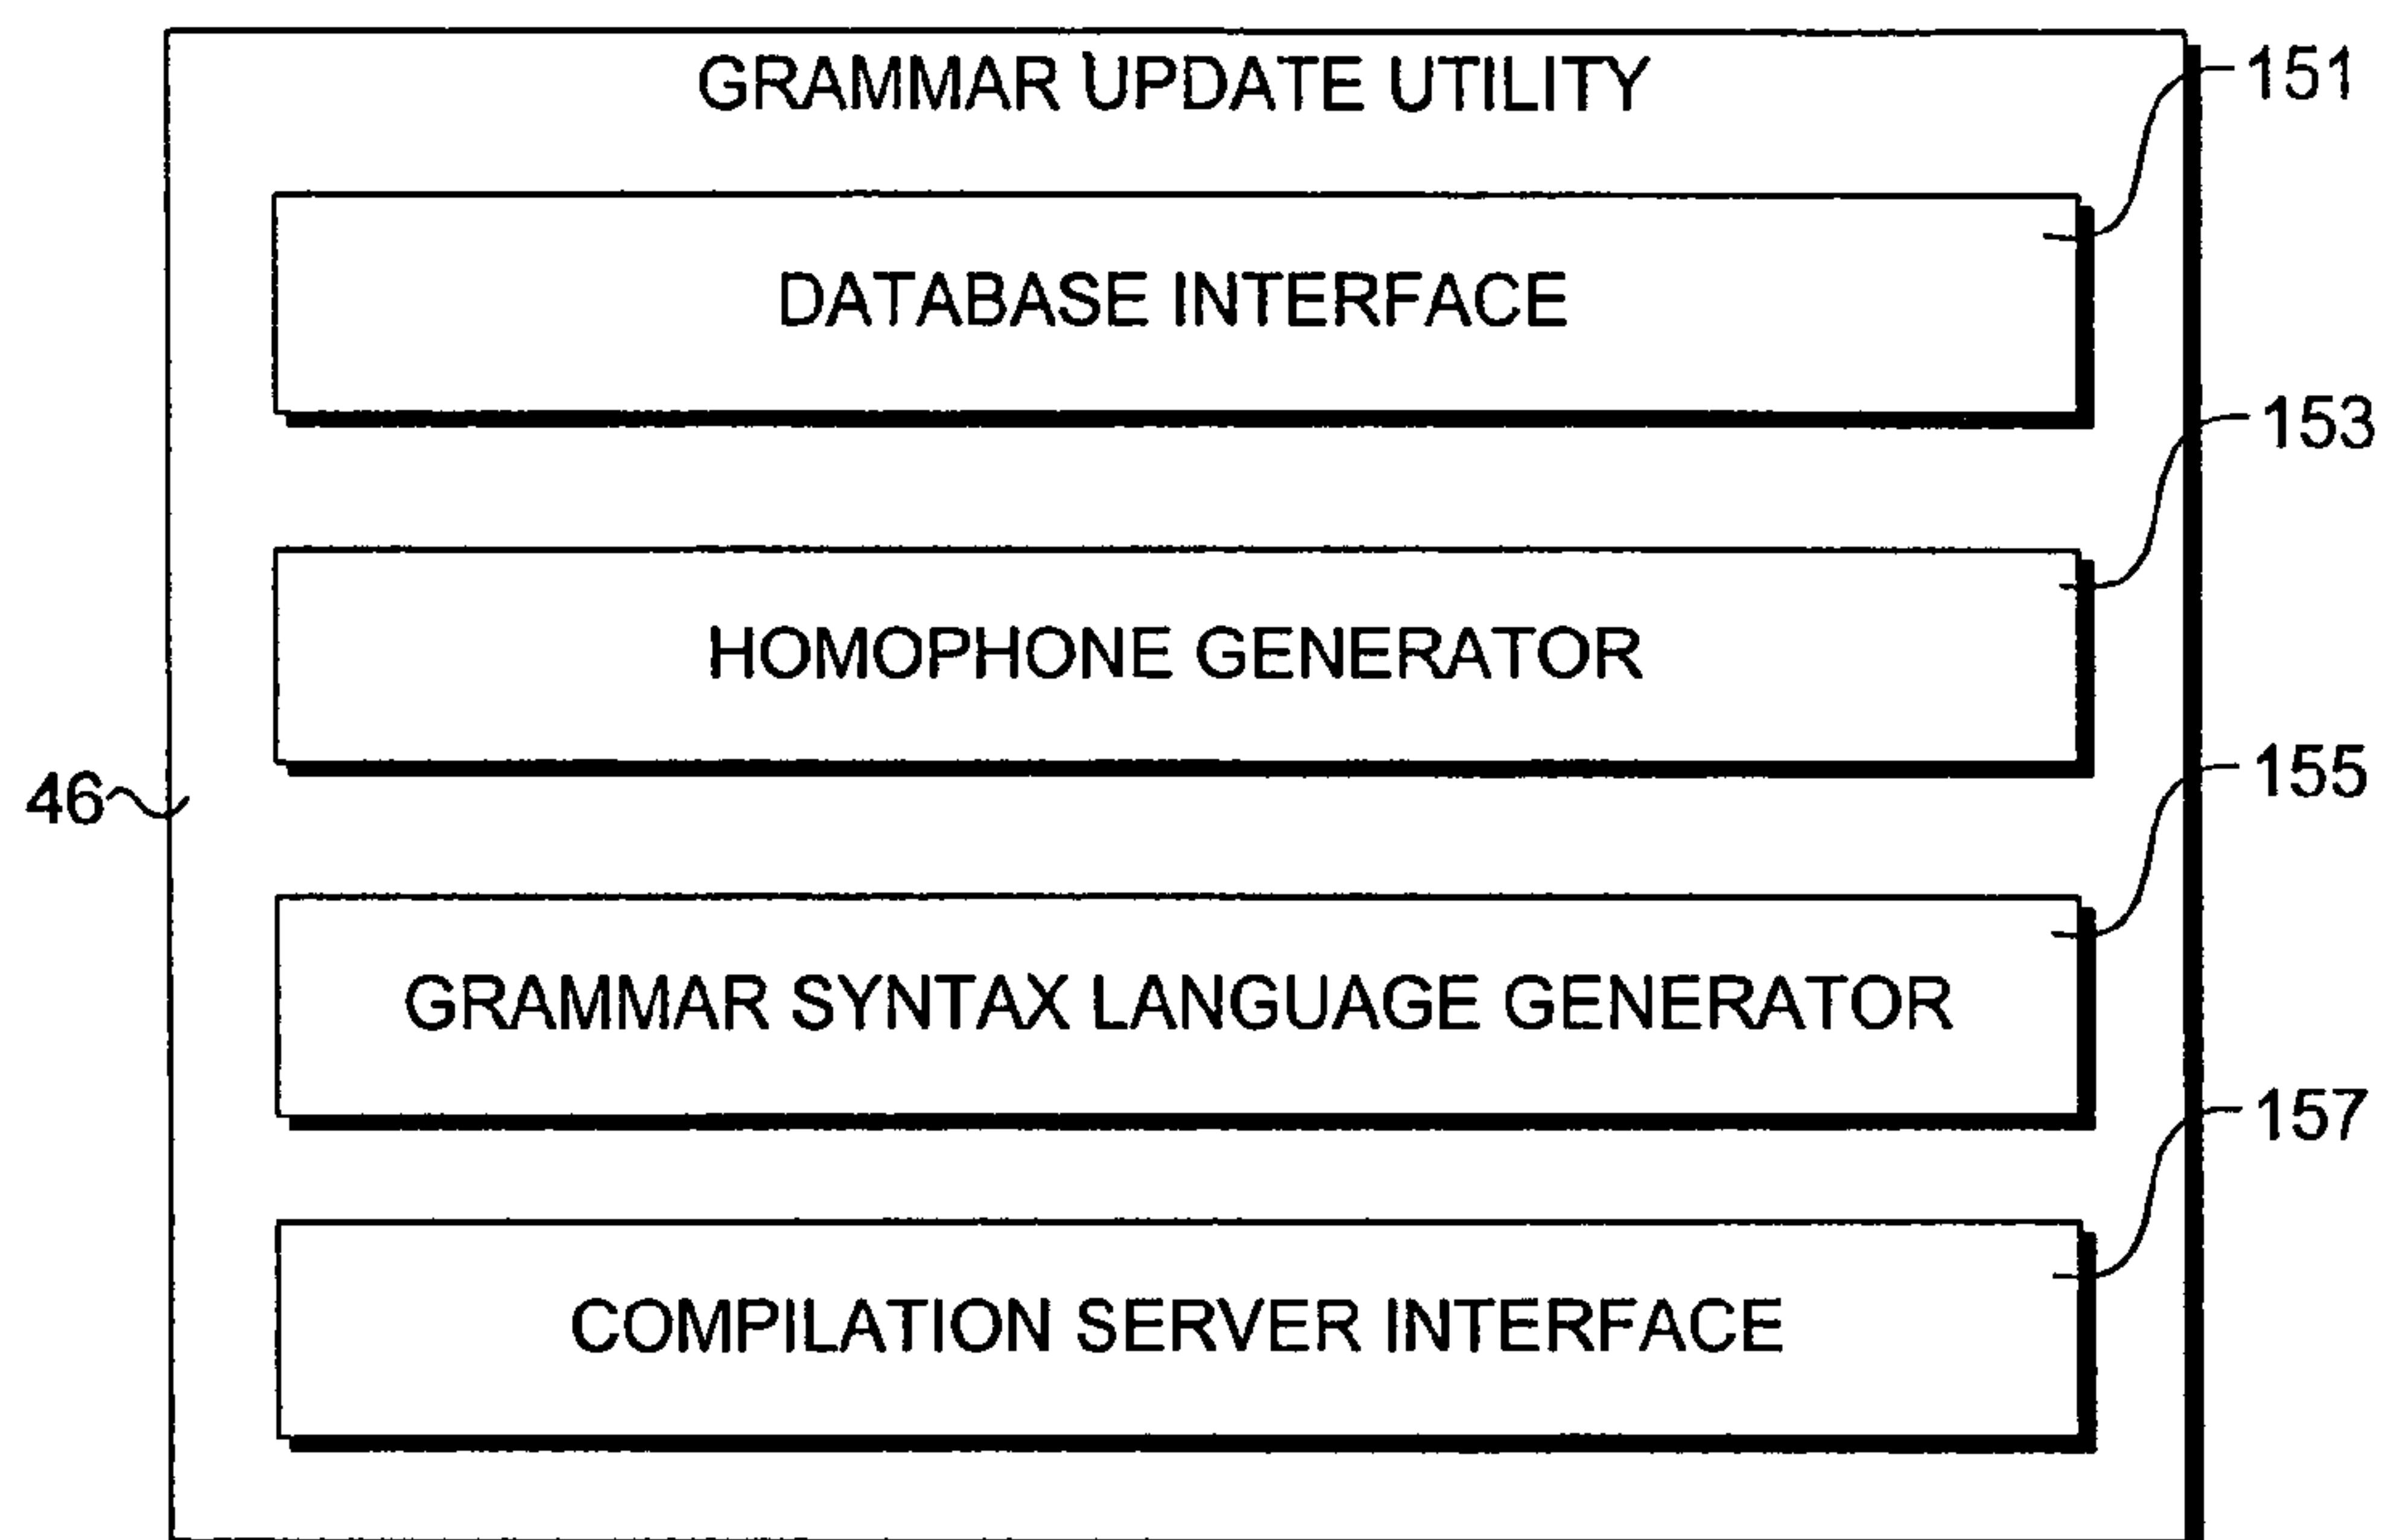 GRAMMAR UPDATE UTILITY
151
DATABASE INTERFACE
153
HOMOPHONE GENERATOR
46
155
GRAMMAR SYNTAX LANGUAGE GENERATOR
157
COMPILATION SERVER INTERFACE